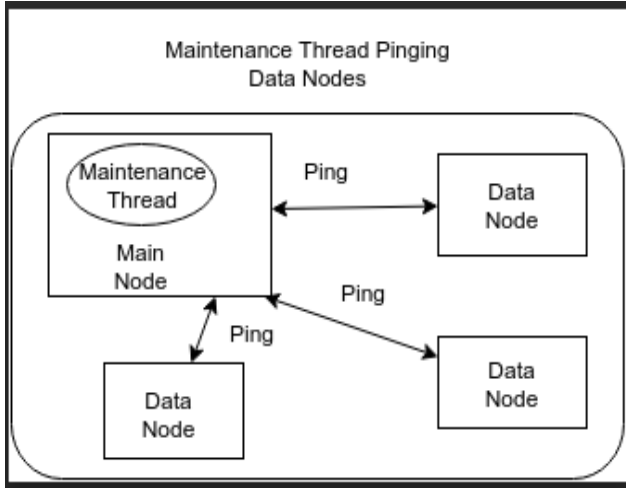 Maintenance Thread Pinging
Data Nodes
Maintenance
Thread
Main
Node
Ping
Data
Node
Ping
Data
Node
Ping
Data
Node